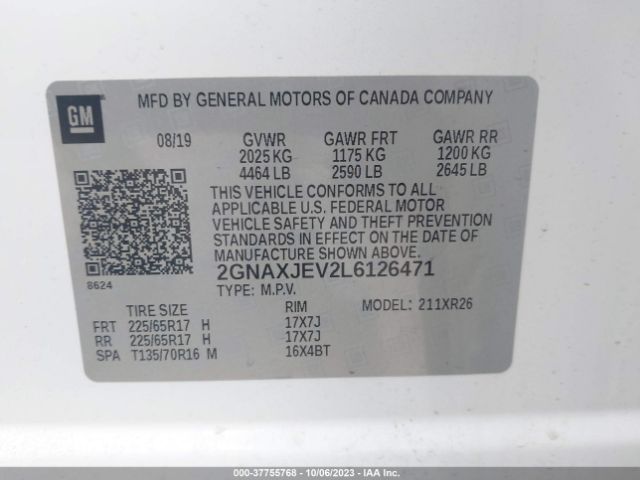 GM
MFD BY GENERAL MOTORS OF CANADA COMPANY
08/19 GVWR GAWR FRT GAWR RR
2025 KG 1175 KG 1200 KG
4464 LB 2590 LB 2645 LB
THIS VEHICLE CONFORMS TO ALL
APPLICABLE U.S. FEDERAL MOTOR
VEHICLE SAFETY AND THEFT PREVENTION
STANDARDS IN EFFECT ON THE DATE OF
MANUFACTURE SHOWN ABOVE.
8624 2GNAXJEV2L6126471
TYPE: M.P.V. MODEL: 211XR26
TIRE SIZE RIM
FRT 225/65R17 H 17X7J
RR 225/65R17 H 17X7J
SPA T135/70R16 M 16X4BT
000-37755768 - 10/06/2023 - IAA Inc.